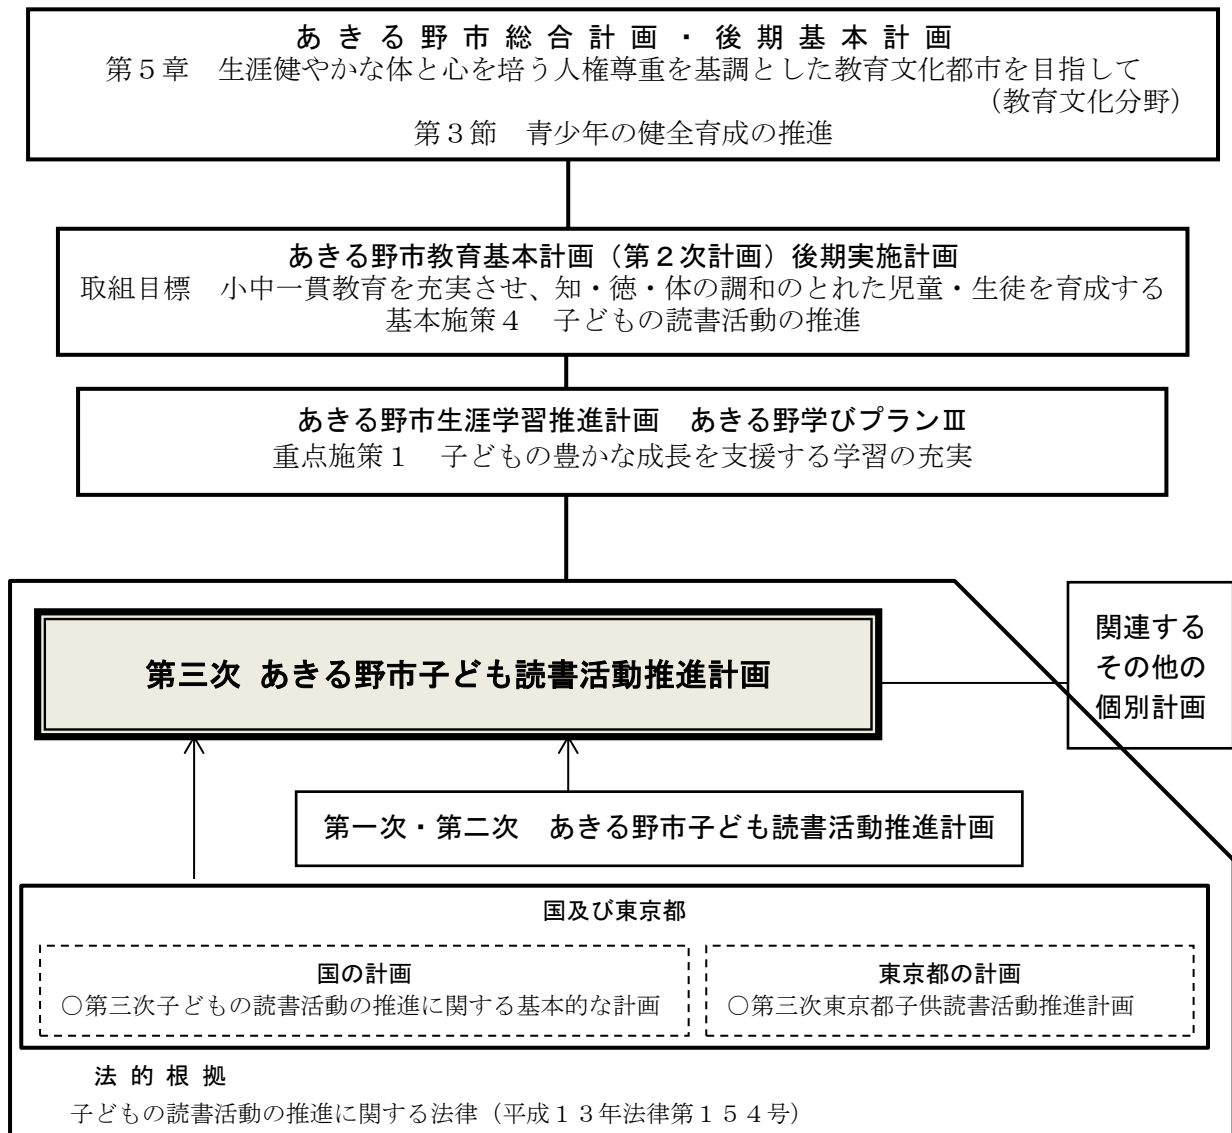 あきる野市総合計画・後期基本計画
第５章　生涯健やかな体と心を培う人権尊重を基調とした教育文化都市を目指して
（教育文化分野）
第３節　青少年の健全育成の推進
あきる野市教育基本計画（第２次計画）後期実施計画
取組目標　小中一貫教育を充実させ、知・徳・体の調和のとれた児童・生徒を育成する
基本施策４　子どもの読書活動の推進
あきる野市生涯学習推進計画　あきる野学びプランⅢ
重点施策１　子どもの豊かな成長を支援する学習の充実
第三次 あきる野市子ども読書活動推進計画
関連する
その他の
個別計画
第一次・第二次　あきる野市子ども読書活動推進計画
国及び東京都
国の計画
○第三次子どもの読書活動の推進に関する基本的な計画
東京都の計画
○第三次東京都子供読書活動推進計画
法的根拠
子どもの読書活動の推進に関する法律（平成１３年法律第１５４号）